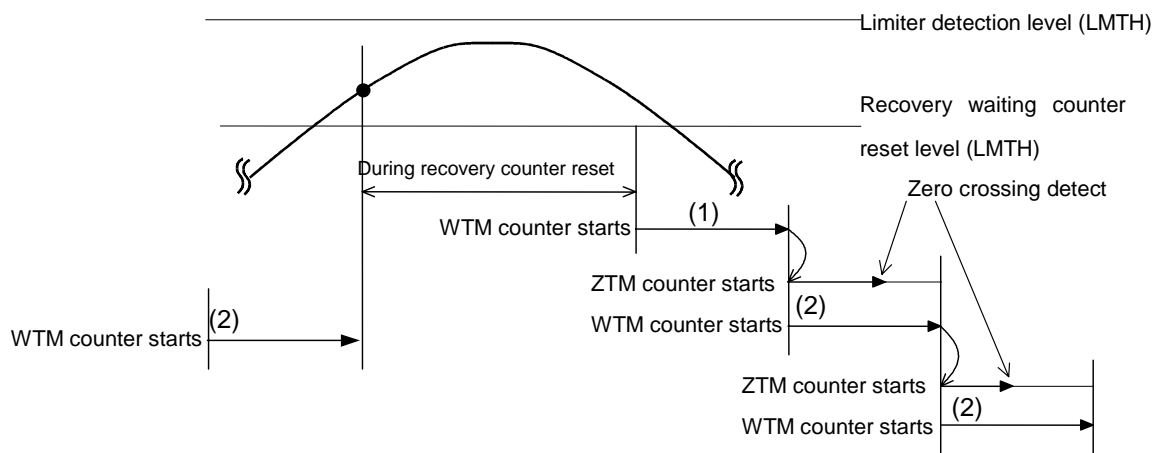 Limiter detection level (LMTH)
Recovery waiting counter
reset level (LMTH)
During recovery counter reset
Zero crossing detect
WTM counter starts
(1)
ZTM counter starts
(2)
WTM counter starts
(2)
WTM counter starts
ZTM counter starts
(2)
WTM counter starts